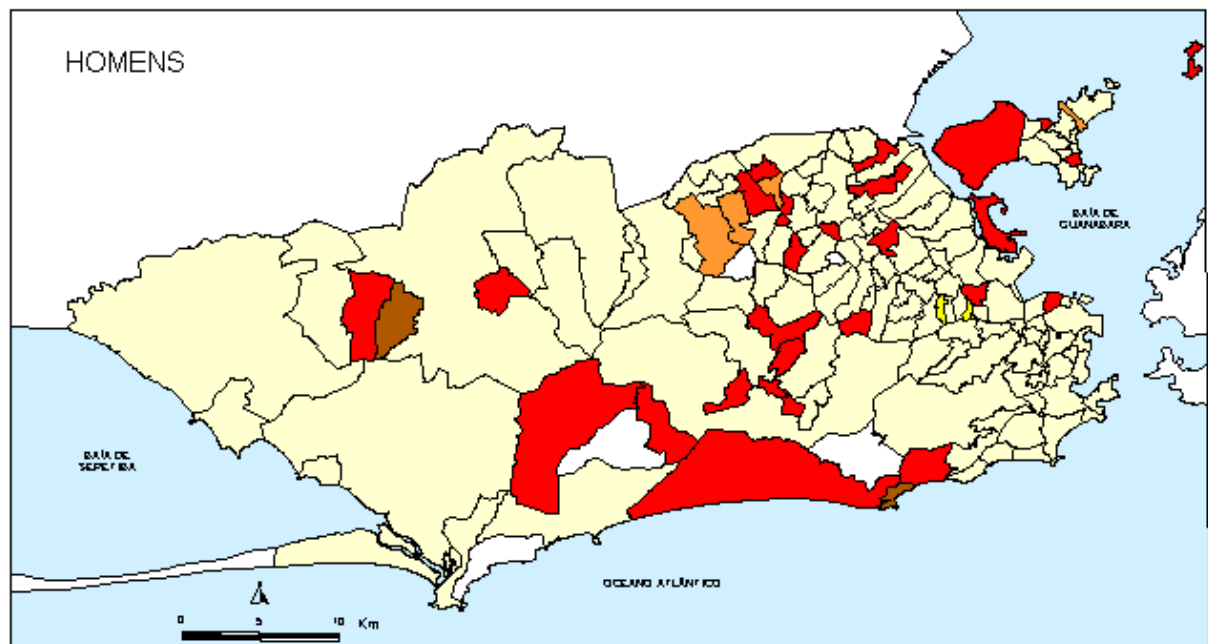 HOMENS
BAÍA DE
GUANABARA
BAÍA DE
SEPETIBA
OCEANO ATLÂNTICO
0 5 10 Km